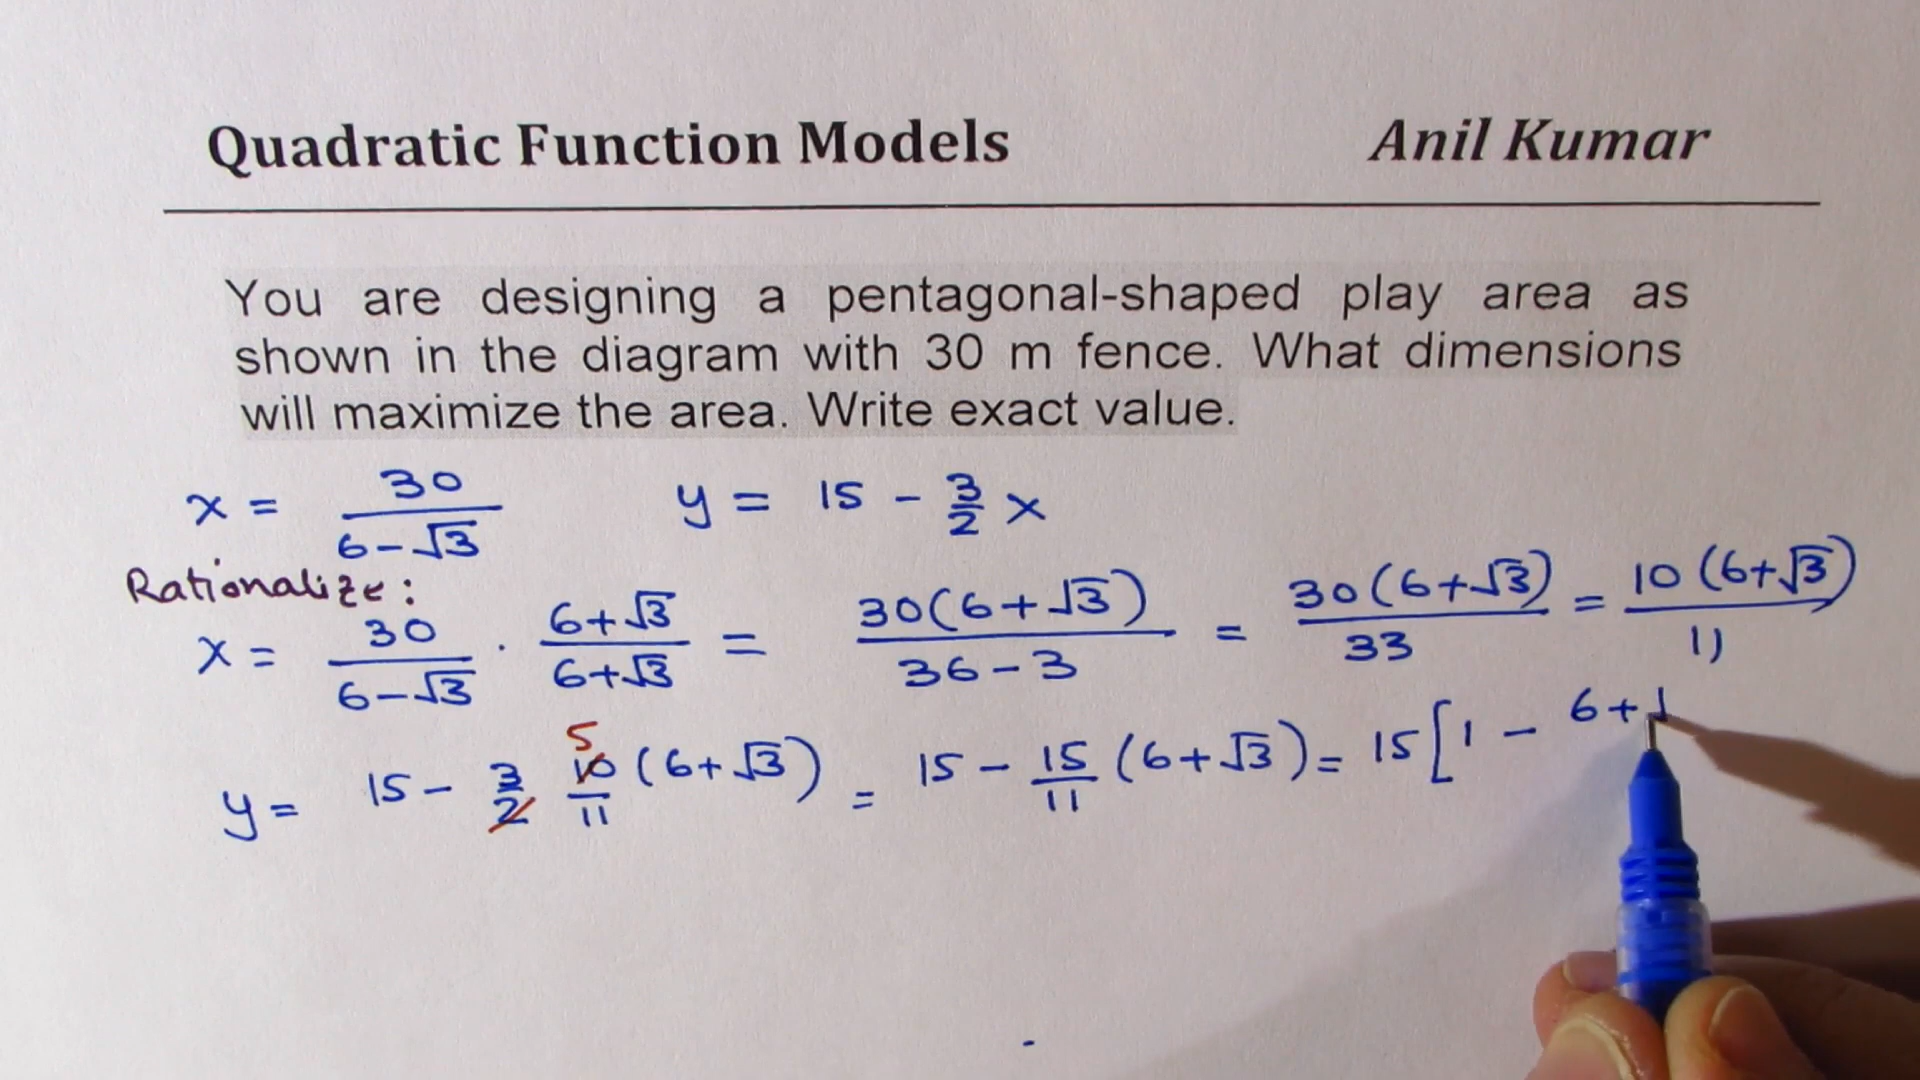 Quadratic Function Models Anil Kumar
You are designing a pentagonal-shaped play area as
shown in the diagram with 30 m fence. What dimensions
will maximize the area. Write exact value.
x = 30/(6-√3) y = 15 - 3/2 x
Rationalize:
x = 30/(6-√3) · (6+√3)/(6+√3) = 30(6+√3)/(36-3) = 30(6+√3)/33 = 10(6+√3)/11
y = 15 - 3/2 10/11 (6+√3) = 15 - 15/11 (6+√3) = 15[1 - 6+√
5